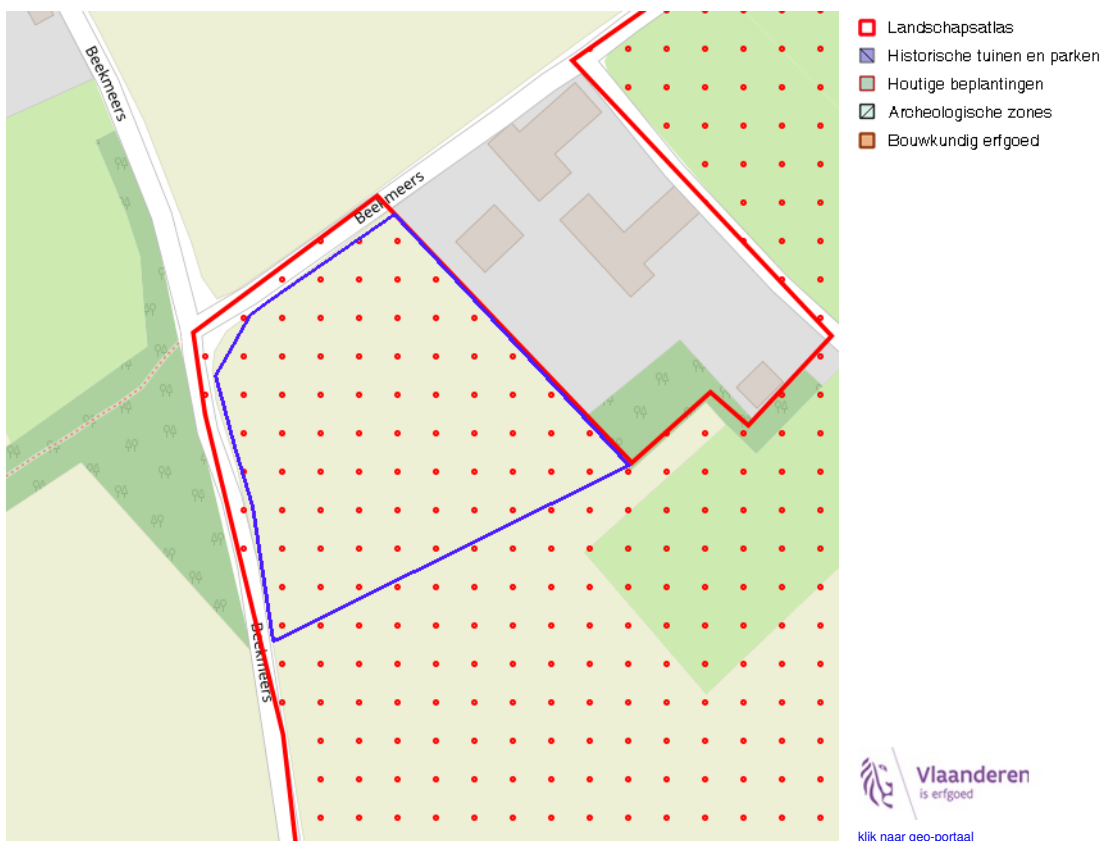 Beekmeers
Beekmeers
Beekmeers
Landschapsatlas
Historische tuinen en parken
Houtige beplantingen
Archeologische zones
Bouwkundig erfgoed
Vlaanderen
is erfgoed
klik naar geo-portaal